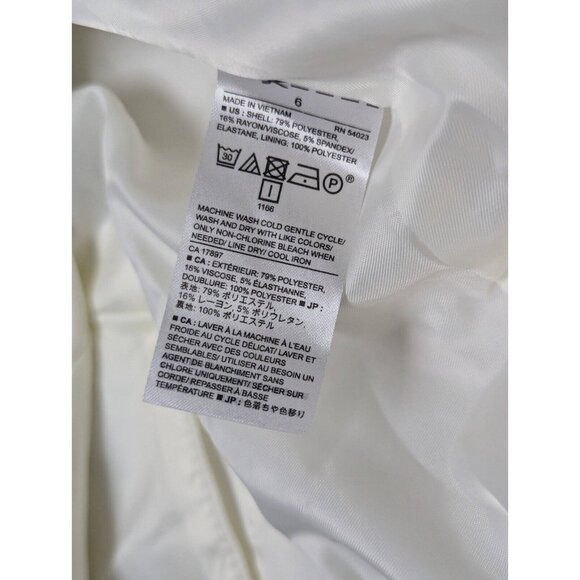 6
MADE IN VIETNAM RN 54023
■ US : SHELL: 79% POLYESTER,
16% RAYON/VISCOSE, 5% SPANDEX/
ELASTANE, LINING: 100% POLYESTER
30 P ®
1166
MACHINE WASH COLD GENTLE CYCLE/
WASH AND DRY WITH LIKE COLORS/
ONLY NON-CHLORINE BLEACH WHEN
NEEDED/ LINE DRY/ COOL IRON
CA 17897
■ CA : EXTÉRIEUR: 79% POLYESTER,
16% VISCOSE, 5% ÉLASTHANNE,
DOUBLURE: 100% POLYESTER ■ JP :
表地: 79% ポリエステル,
16% レーヨン, 5% ポリウレタン,
裏地: 100% ポリエステル
■ CA : LAVER À LA MACHINE À L'EAU
FROIDE AU CYCLE DÉLICAT/ LAVER ET
SÉCHER AVEC DES COULEURS
SEMBLABLES/ UTILISER AU BESOIN UN
AGENT DE BLANCHIMENT SANS
CHLORE UNIQUEMENT/ SÉCHER SUR
CORDE/ REPASSER À BASSE
TEMPÉRATURE ■ JP : 色落ちや色移り